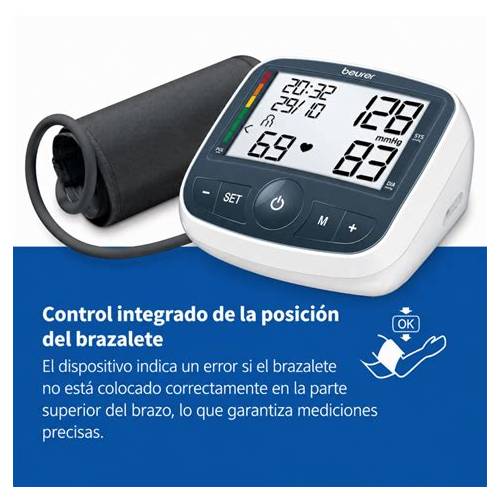 beurer
20:32
128
SYS
29/10
mmHg
69
83
DIA
SET
M
Control integrado de la posición
del brazalete
OK
El dispositivo indica un error si el brazalete
no está colocado correctamente en la parte
superior del brazo, lo que garantiza mediciones
precisas.